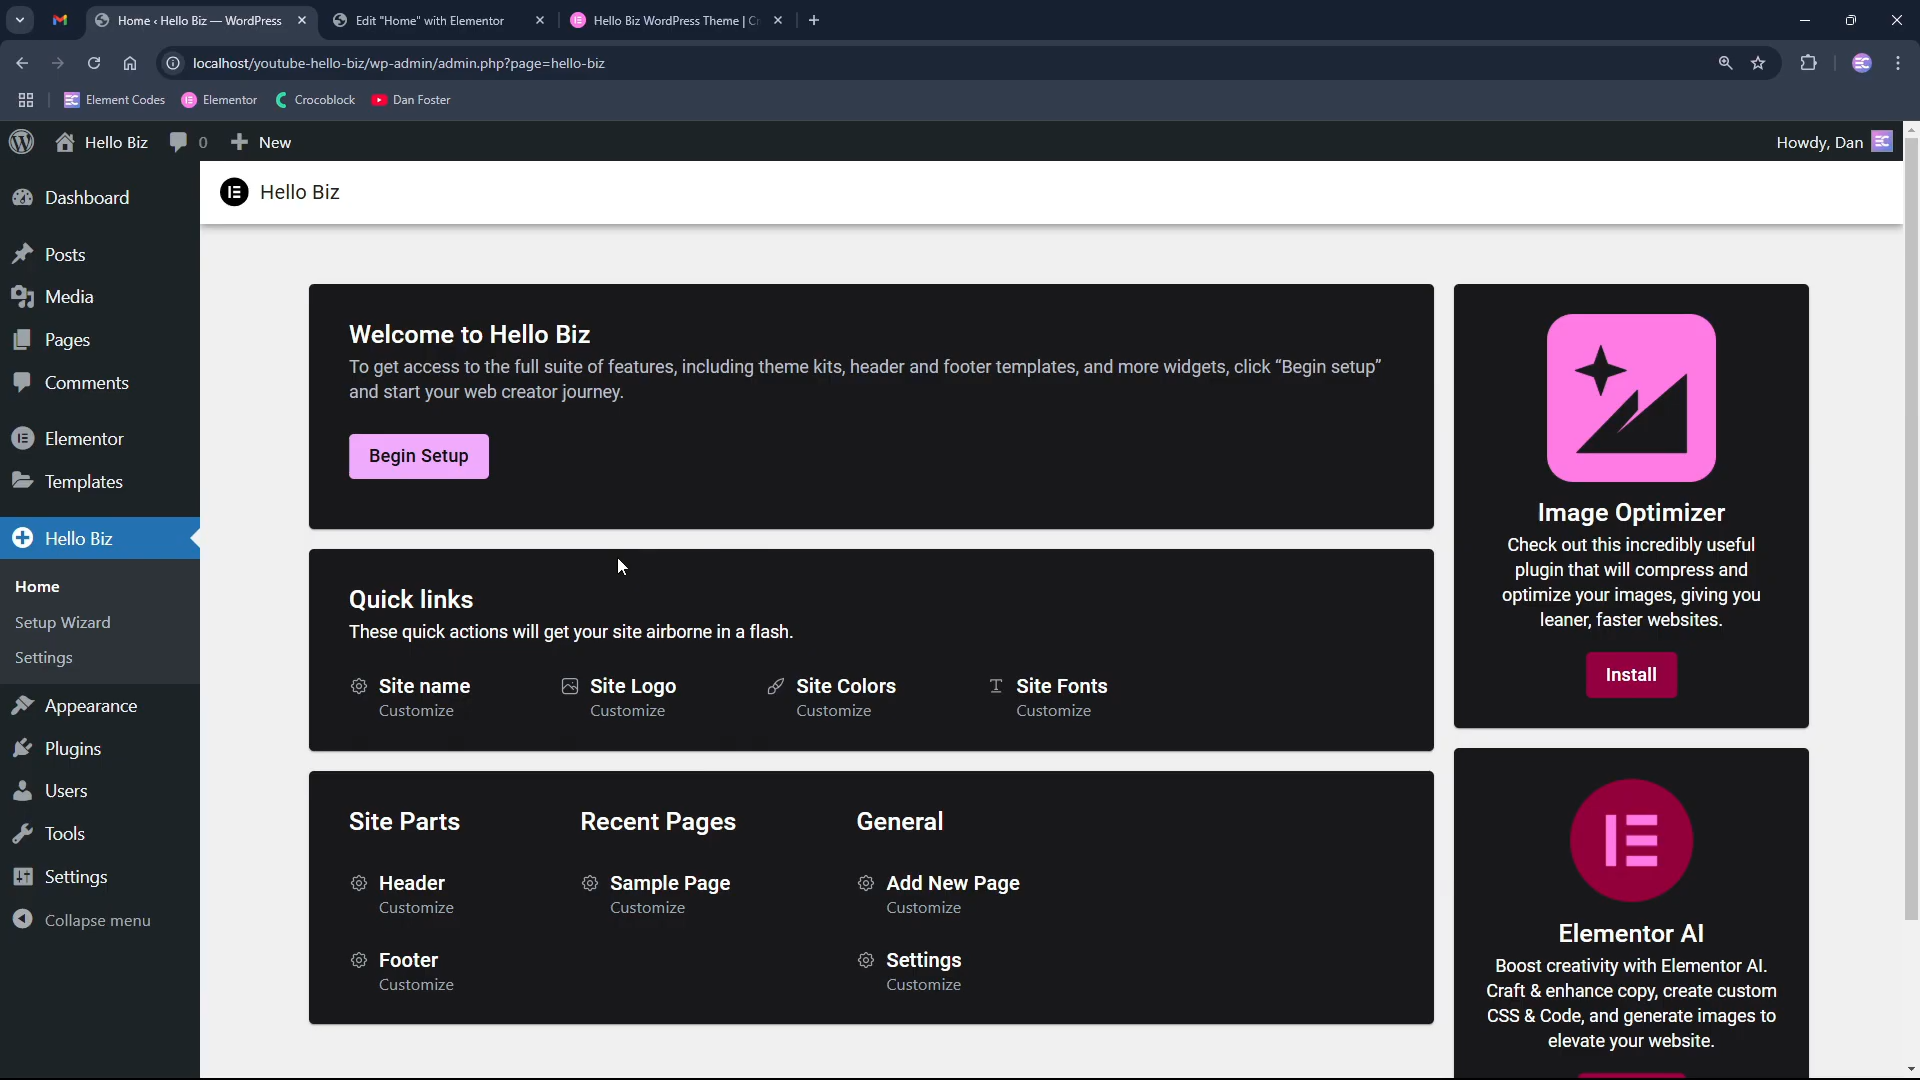 Home ‹ Hello Biz — WordPress
Edit "Home" with Elementor
Hello Biz WordPress Theme | Cr
localhost/youtube-hello-biz/wp-admin/admin.php?page=hello-biz
Element Codes
Elementor
Crocoblock
Dan Foster
Hello Biz
0
New
Howdy, Dan
Dashboard
Posts
Media
Pages
Comments
Elementor
Templates
Hello Biz
Home
Setup Wizard
Settings
Appearance
Plugins
Users
Tools
Settings
Collapse menu
Hello Biz
Welcome to Hello Biz
To get access to the full suite of features, including theme kits, header and footer templates, and more widgets, click “Begin setup”
and start your web creator journey.
Begin Setup
Quick links
These quick actions will get your site airborne in a flash.
Site name
Customize
Site Logo
Customize
Site Colors
Customize
Site Fonts
Customize
Site Parts
Header
Customize
Footer
Customize
Recent Pages
Sample Page
Customize
General
Add New Page
Customize
Settings
Customize
Image Optimizer
Check out this incredibly useful
plugin that will compress and
optimize your images, giving you
leaner, faster websites.
Install
Elementor AI
Boost creativity with Elementor AI.
Craft & enhance copy, create custom
CSS & Code, and generate images to
elevate your website.